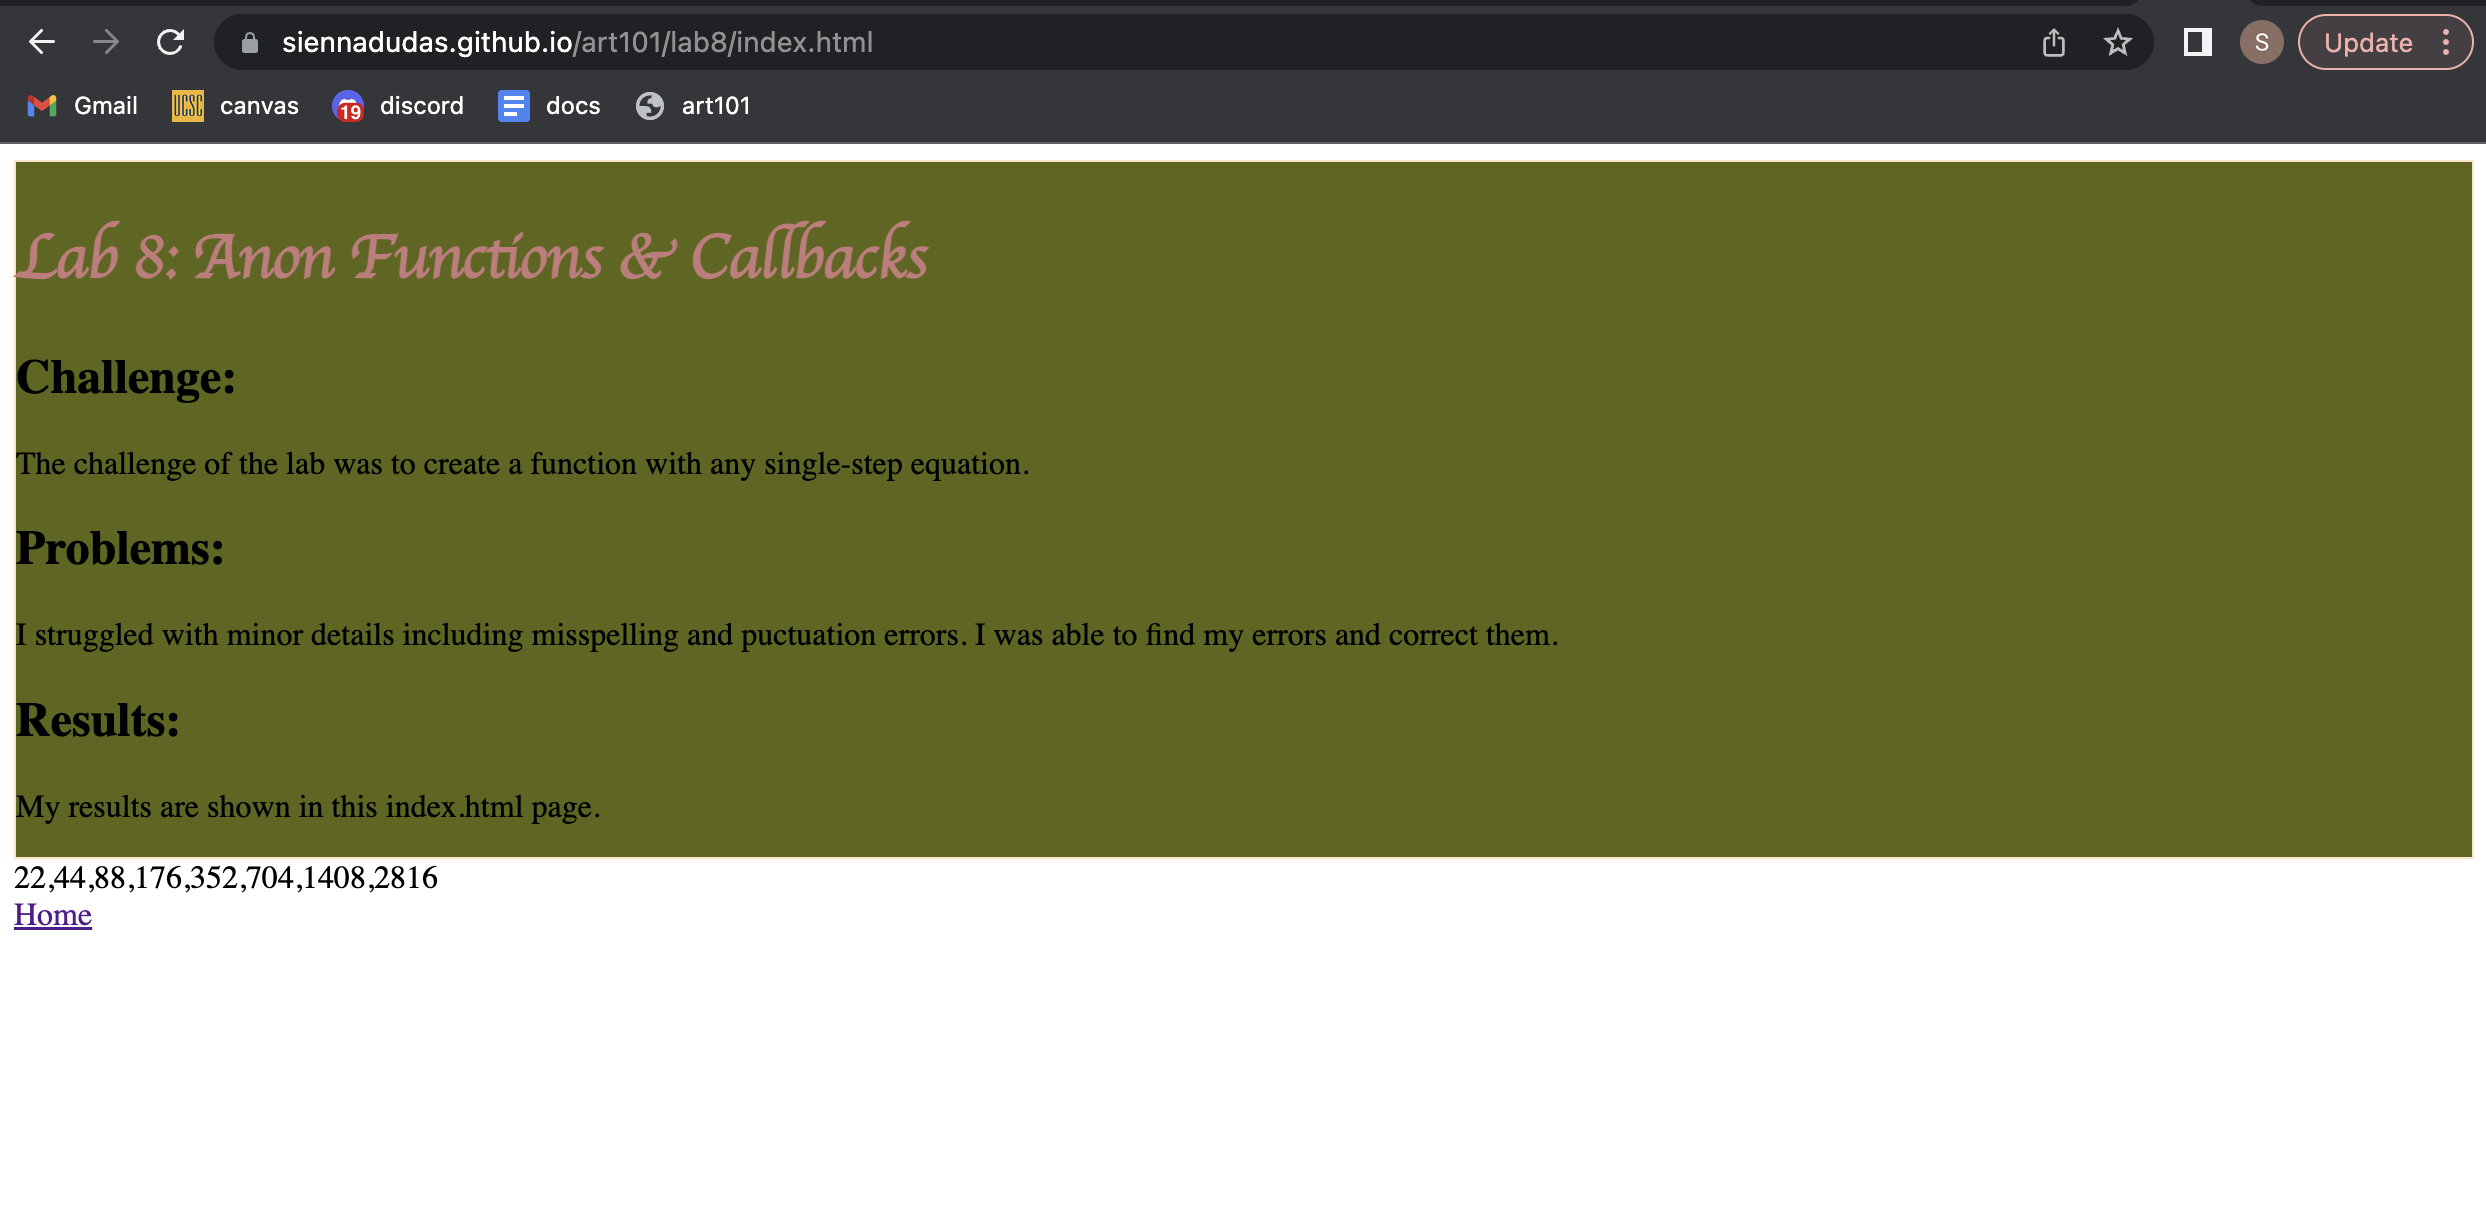 siennadudas.github.io/art101/lab8/index.html
S
Update
Gmail
UCSC
canvas
19
discord
docs
art101
Lab 8: Anon Functions & Callbacks
Challenge:
The challenge of the lab was to create a function with any single-step equation.
Problems:
I struggled with minor details including misspelling and puctuation errors. I was able to find my errors and correct them.
Results:
My results are shown in this index.html page.
22,44,88,176,352,704,1408,2816
Home